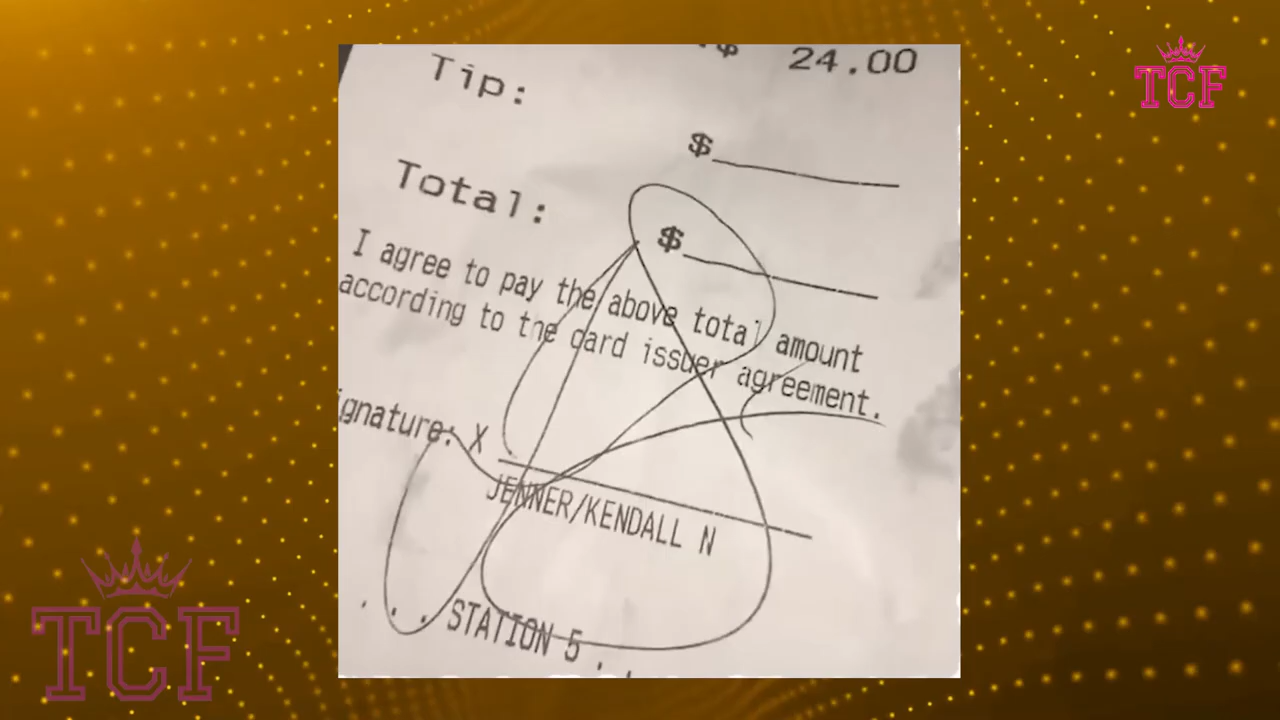 $ 24.00
TCF
Tip:
$
Total:
$
I agree to pay the above total amount
according to the card issuer agreement.
ignature: X
JENNER/KENDALL N
. . . STATION 5 . .
TCF